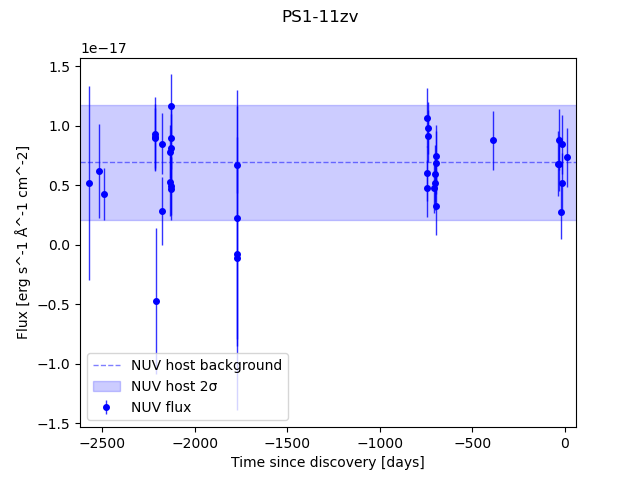 PS1-11zv
1e−17
1.5
1.0
0.5
0.0
−0.5
−1.0
−1.5
Flux [erg s^-1 Å^-1 cm^-2]
NUV host background
NUV host 2σ
NUV flux
−2500 −2000 −1500 −1000 −500 0
Time since discovery [days]